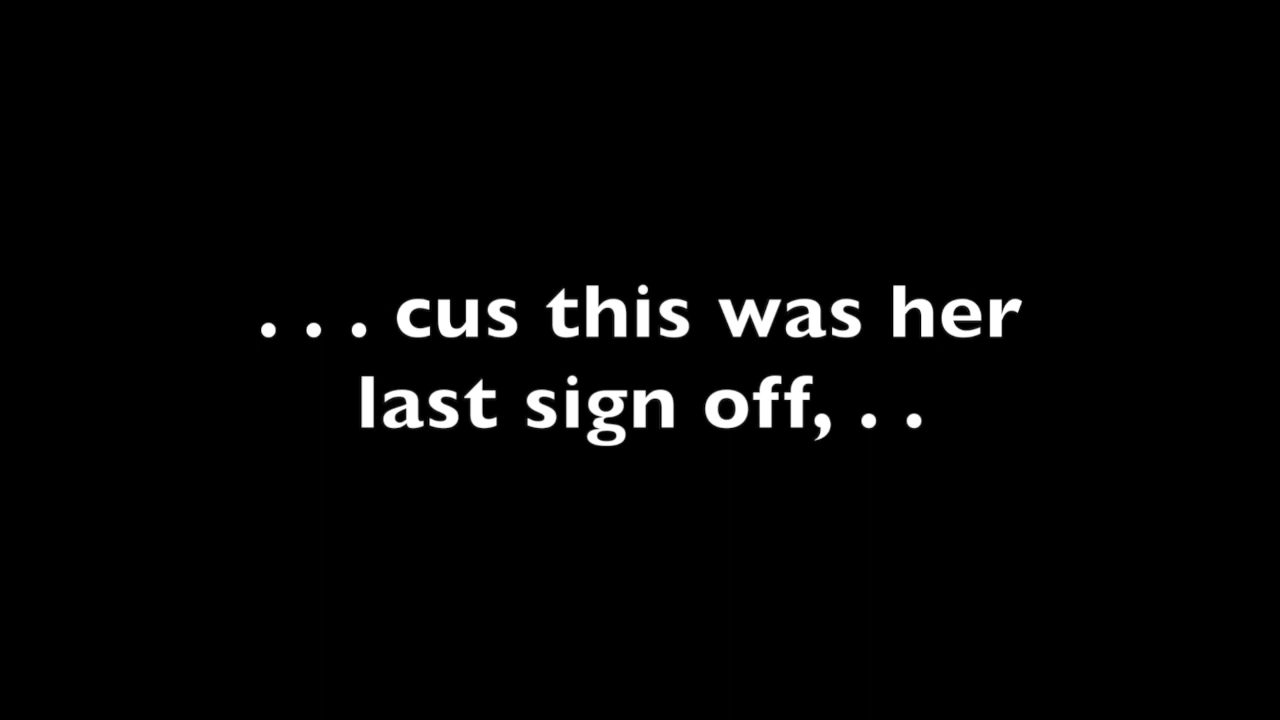 . . . cus this was her
last sign off, . .